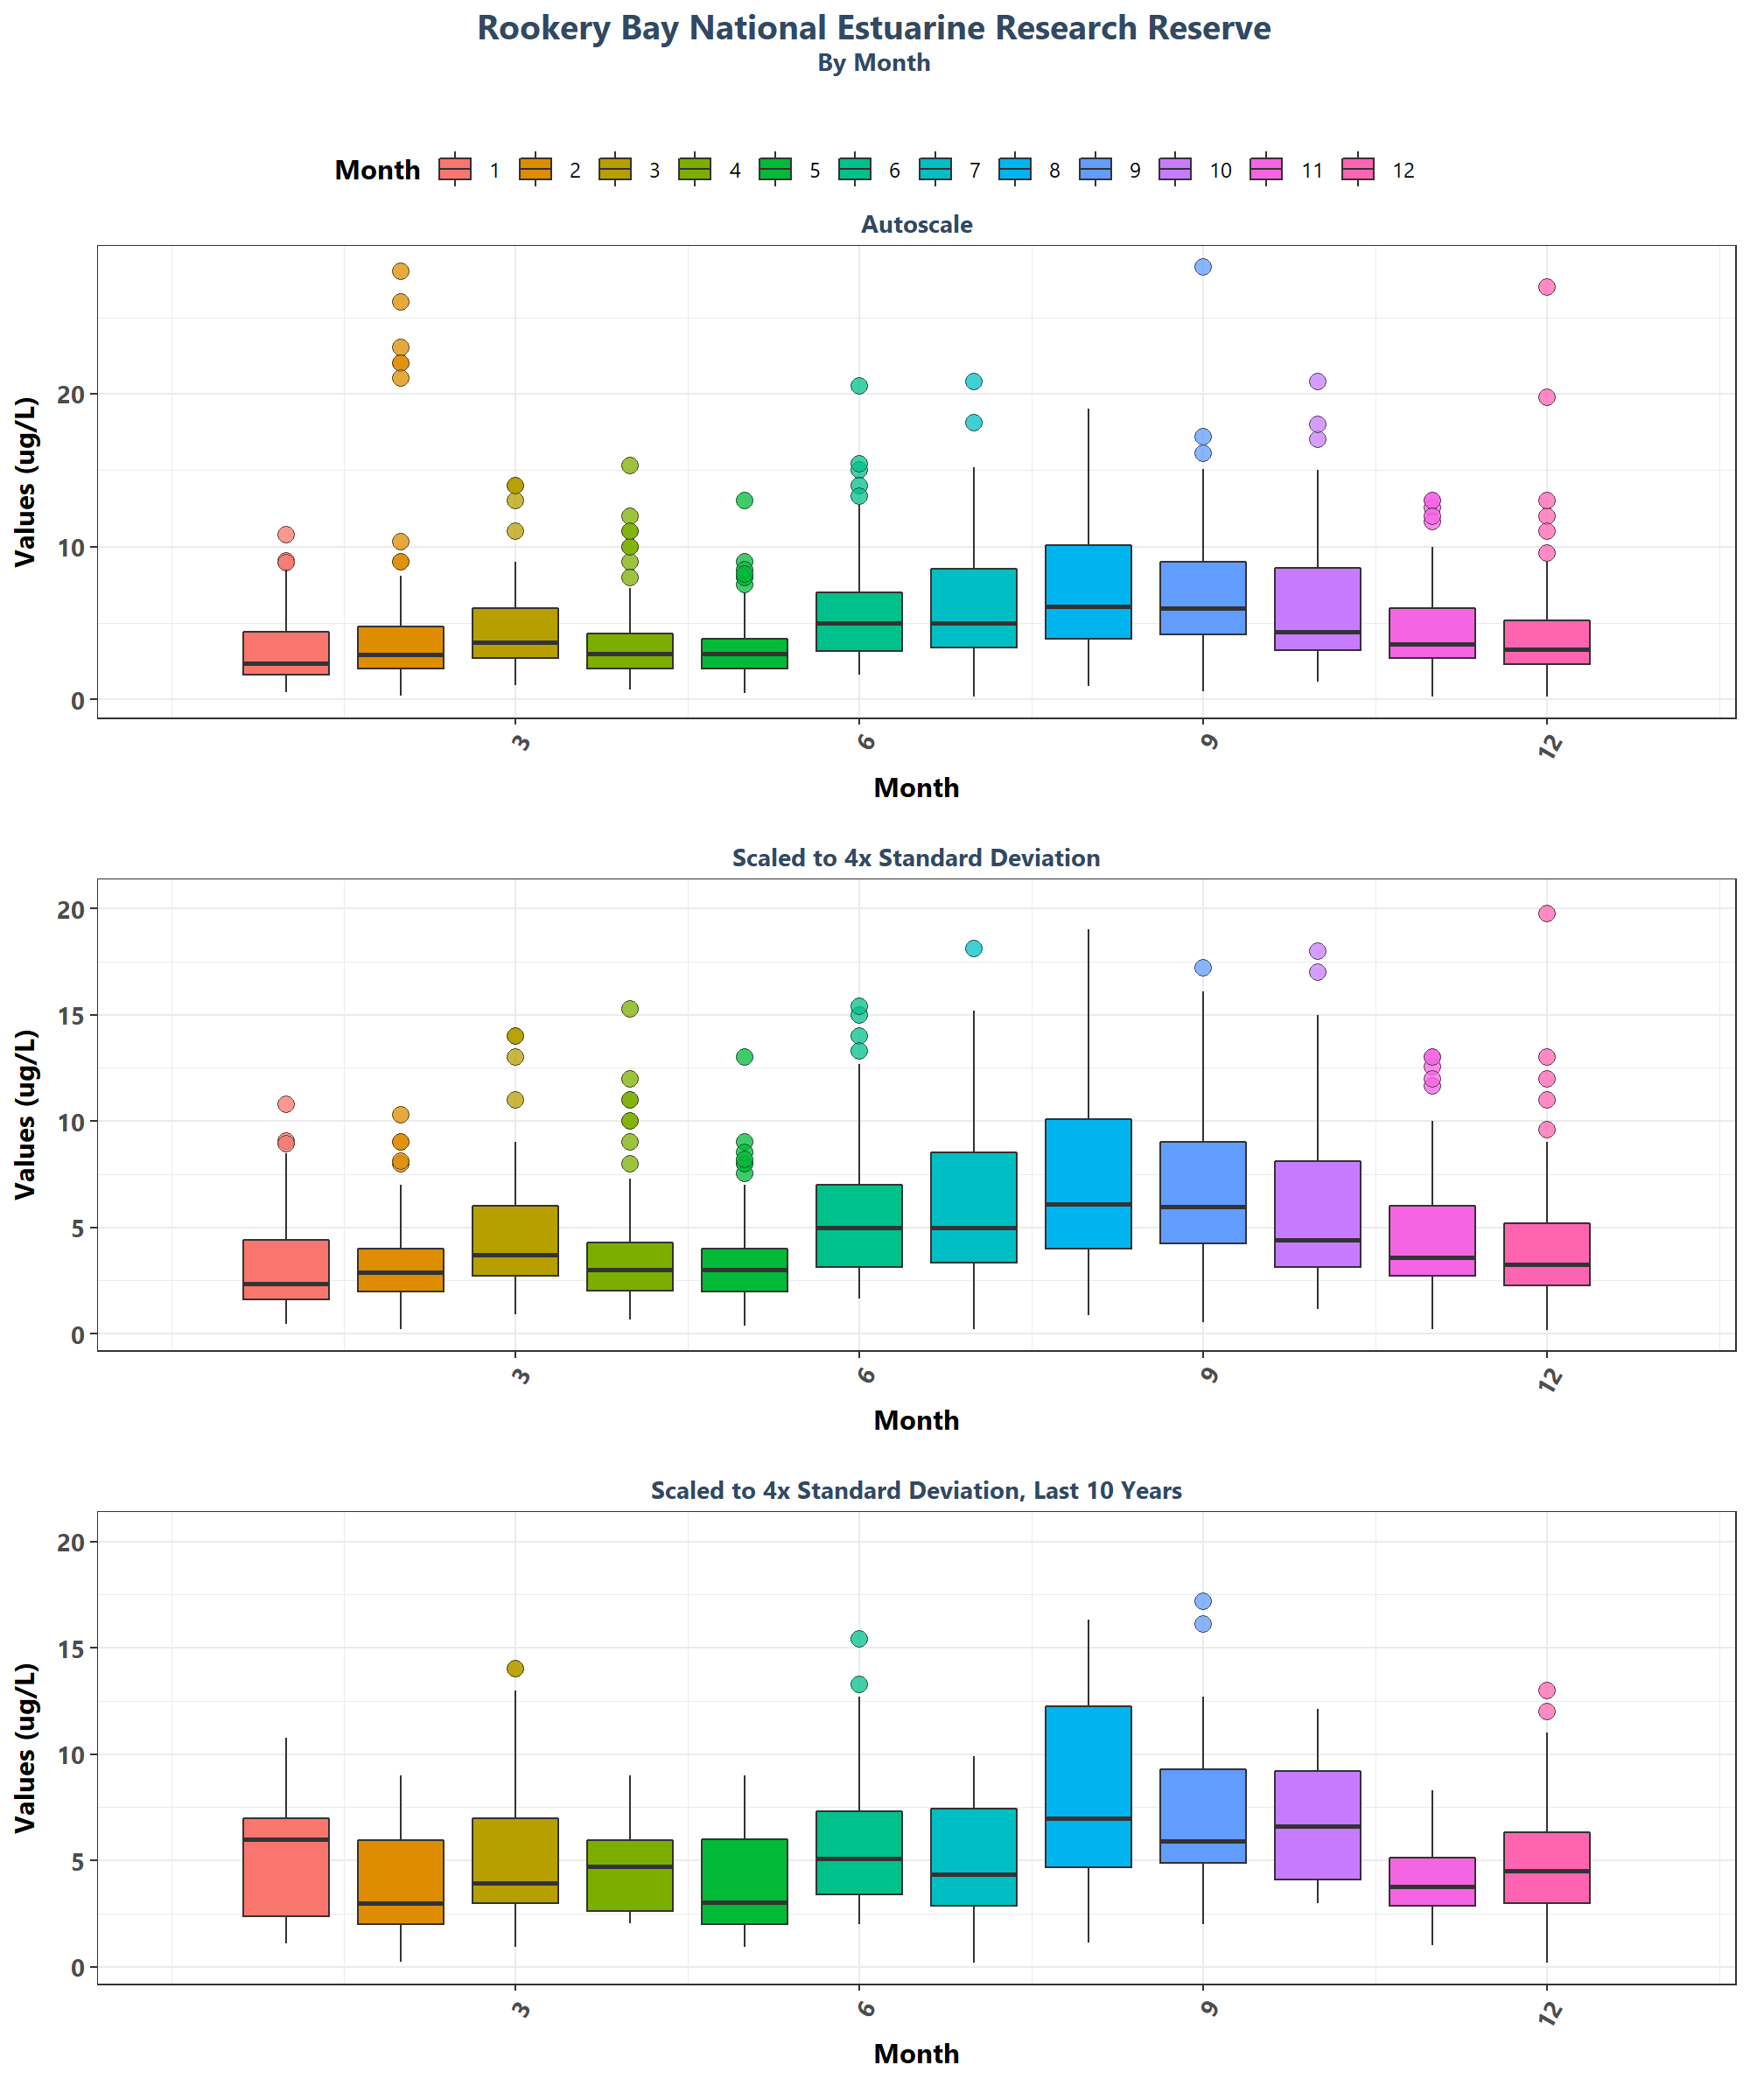 Rookery Bay National Estuarine Research Reserve
By Month
Month 1 2 3 4 5 6 7 8 9 10 11 12
Autoscale
Values (ug/L)
20
10
0
3 6 9 12
Month
Scaled to 4x Standard Deviation
Values (ug/L)
20
15
10
5
0
3 6 9 12
Month
Scaled to 4x Standard Deviation, Last 10 Years
Values (ug/L)
20
15
10
5
0
3 6 9 12
Month